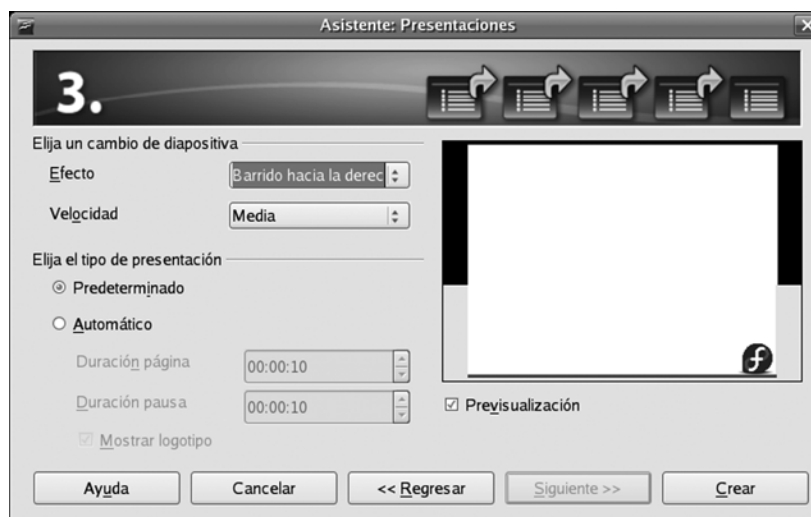 Asistente: Presentaciones
3.
Elija un cambio de diapositiva
Efecto
Barrido hacia la derec
Velocidad
Media
Elija el tipo de presentación
Predeterminado
Automático
Duración página
00:00:10
Duración pausa
00:00:10
Mostrar logotipo
Previsualización
Ayuda
Cancelar
<< Regresar
Siguiente >>
Crear